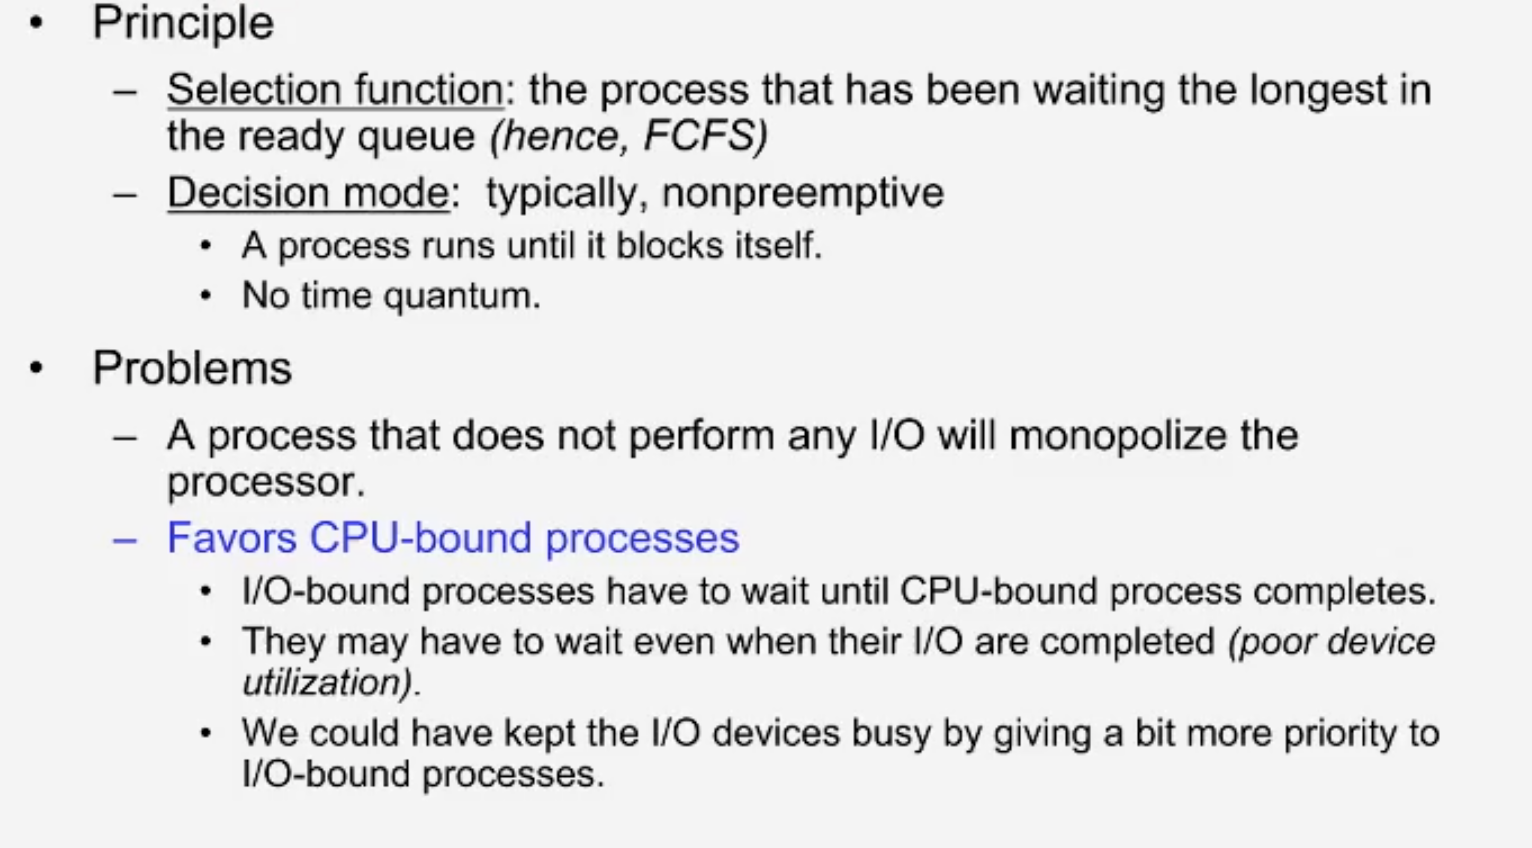 • Principle
– Selection function: the process that has been waiting the longest in
the ready queue (hence, FCFS)
– Decision mode:  typically, nonpreemptive
• A process runs until it blocks itself.
• No time quantum.
• Problems
– A process that does not perform any I/O will monopolize the
processor.
– Favors CPU-bound processes
• I/O-bound processes have to wait until CPU-bound process completes.
• They may have to wait even when their I/O are completed (poor device
utilization).
• We could have kept the I/O devices busy by giving a bit more priority to
I/O-bound processes.